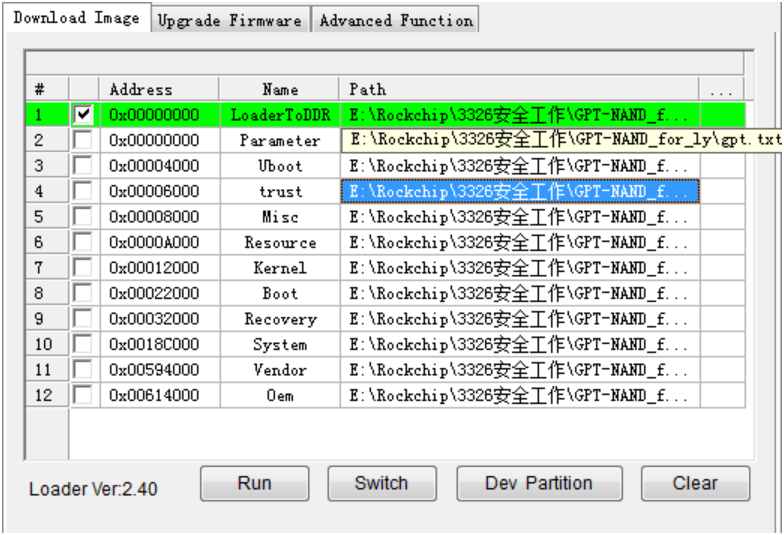 Download Image Upgrade Firmware Advanced Function
# Address Name Path ...
1 0x00000000 LoaderToDDR E:\Rockchip\3326安全工作\GPT-NAND_f...
2 0x00000000 Parameter E:\Rockchip\3326安全工作\GPT-NAND_for_ly\gpt.txt
3 0x00004000 Uboot E:\Rockchip\3326安全工作\GPT-NAND_f...
4 0x00006000 trust E:\Rockchip\3326安全工作\GPT-NAND_f...
5 0x00008000 Misc E:\Rockchip\3326安全工作\GPT-NAND_f...
6 0x0000A000 Resource E:\Rockchip\3326安全工作\GPT-NAND_f...
7 0x00012000 Kernel E:\Rockchip\3326安全工作\GPT-NAND_f...
8 0x00022000 Boot E:\Rockchip\3326安全工作\GPT-NAND_f...
9 0x00032000 Recovery E:\Rockchip\3326安全工作\GPT-NAND_f...
10 0x0018C000 System E:\Rockchip\3326安全工作\GPT-NAND_f...
11 0x00594000 Vendor E:\Rockchip\3326安全工作\GPT-NAND_f...
12 0x00614000 Oem E:\Rockchip\3326安全工作\GPT-NAND_f...
Loader Ver:2.40 Run Switch Dev Partition Clear